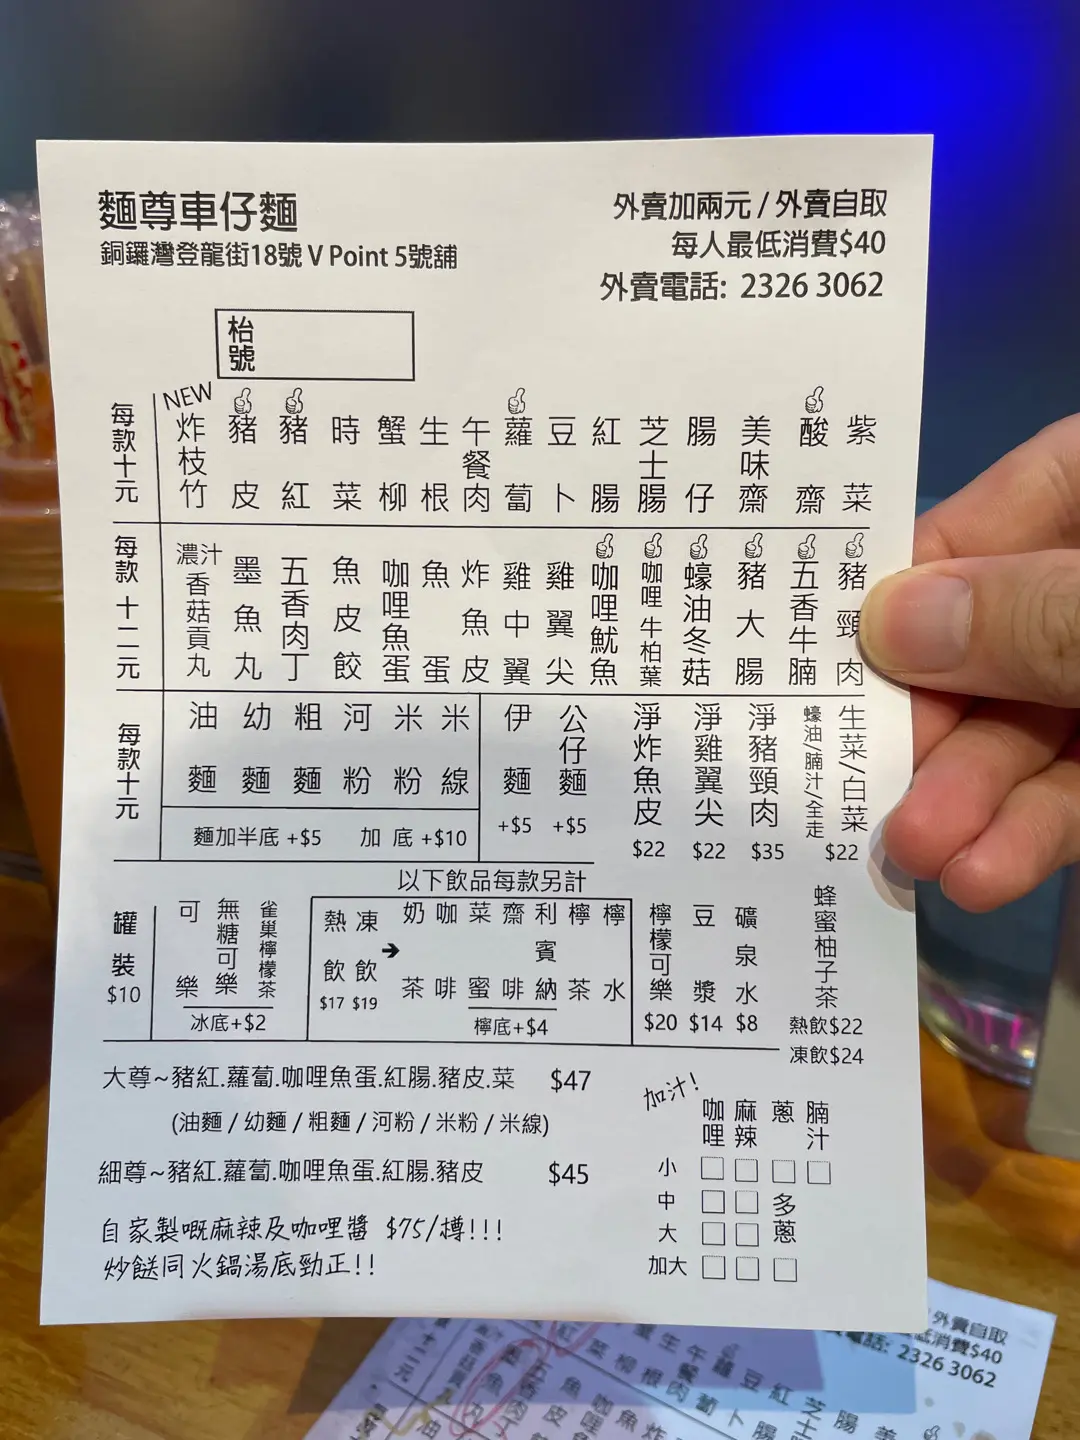 麵尊車仔麵
銅鑼灣登龍街18號 V Point 5號舖
外賣加兩元 / 外賣自取
每人最低消費$40
外賣電話: 2326 3062
枱號
每款十元
NEW
炸枝竹
豬皮
豬紅
時菜
蟹柳
生根
午餐肉
蘿蔔
豆卜
紅腸
芝士腸
腸仔
美味齋
酸齋
紫菜
每款十二元
濃汁香菇貢丸
墨魚丸
五香肉丁
魚皮餃
咖哩魚蛋
魚蛋
炸魚皮
雞中翼
雞翼尖
咖哩魷魚
咖哩牛柏葉
蠔油冬菇
豬大腸
五香牛腩
豬頸肉
每款十元
油麵
幼麵
粗麵
河粉
米粉
米線
麵加半底 +$5 加底 +$10
伊麵 +$5
公仔麵 +$5
淨炸魚皮 $22
淨雞翼尖 $22
淨豬頸肉 $35
生菜/白菜
蠔油/腩汁/全走
$22
以下飲品每款另計
罐裝 $10
可樂
無糖可樂
雀巢檸檬茶
冰底+$2
熱飲 $17
凍飲 $19
➔
奶茶
咖啡
菜蜜
齋啡
利賓納
檸茶
檸水
檸底+$4
檸檬可樂 $20
豆漿 $14
礦泉水 $8
蜂蜜柚子茶
熱飲$22
凍飲$24
大尊~豬紅.蘿蔔.咖哩魚蛋.紅腸.豬皮.菜 $47
(油麵 / 幼麵 / 粗麵 / 河粉 / 米粉 / 米線)
細尊~豬紅.蘿蔔.咖哩魚蛋.紅腸.豬皮 $45
自家製嘅麻辣及咖哩醬 $75/樽!!!
炒餸同火鍋湯底勁正!!
加汁!
咖哩 麻辣 蔥 腩汁
小
中 多蔥
大
加大
外賣自取
低消費$40
電話: 2326 3062